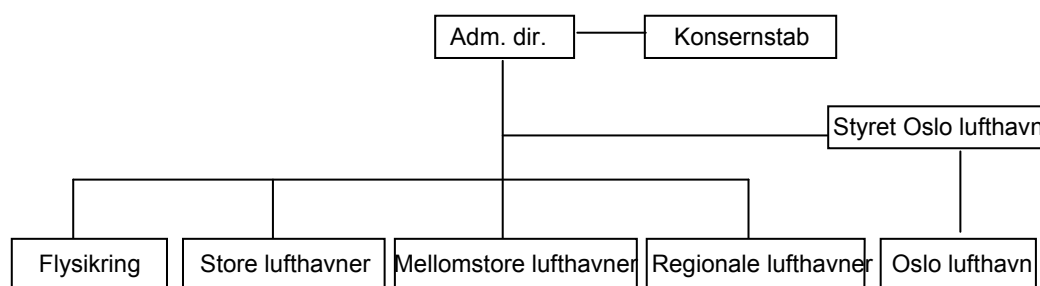 Adm. dir.
Konsernstab
Styret Oslo lufthavn
Flysikring
Store lufthavner
Mellomstore lufthavner
Regionale lufthavner
Oslo lufthavn